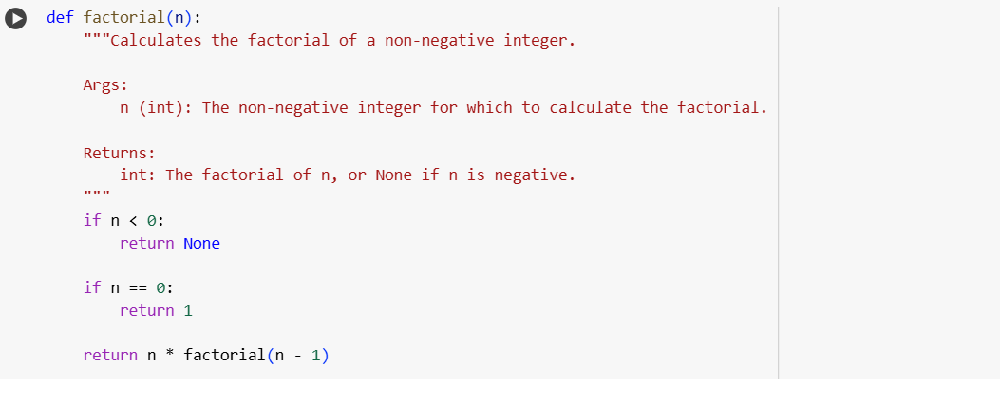 def factorial(n):
    """Calculates the factorial of a non-negative integer.

    Args:
        n (int): The non-negative integer for which to calculate the factorial.

    Returns:
        int: The factorial of n, or None if n is negative.
    """
    if n < 0:
        return None

    if n == 0:
        return 1

    return n * factorial(n - 1)